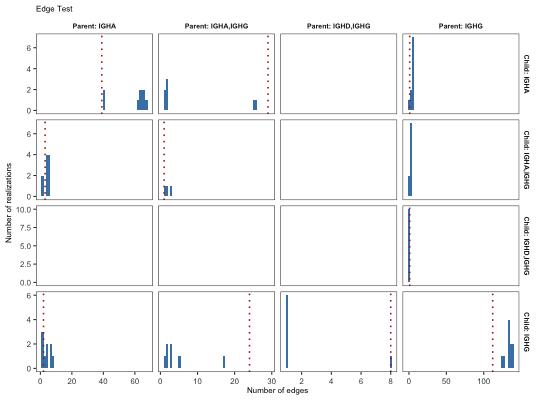 Edge Test
Parent: IGHA
Parent: IGHA,IGHG
Parent: IGHD,IGHG
Parent: IGHG
6
4
2
0
Child: IGHA
6
4
2
0
Child: IGHA,IGHG
10.0
7.5
5.0
2.5
0.0
Child: IGHD,IGHG
6
4
2
0
Child: IGHG
0 20 40 60
0 10 20 30
2 4 6 8
0 50 100
Number of edges
Number of realizations